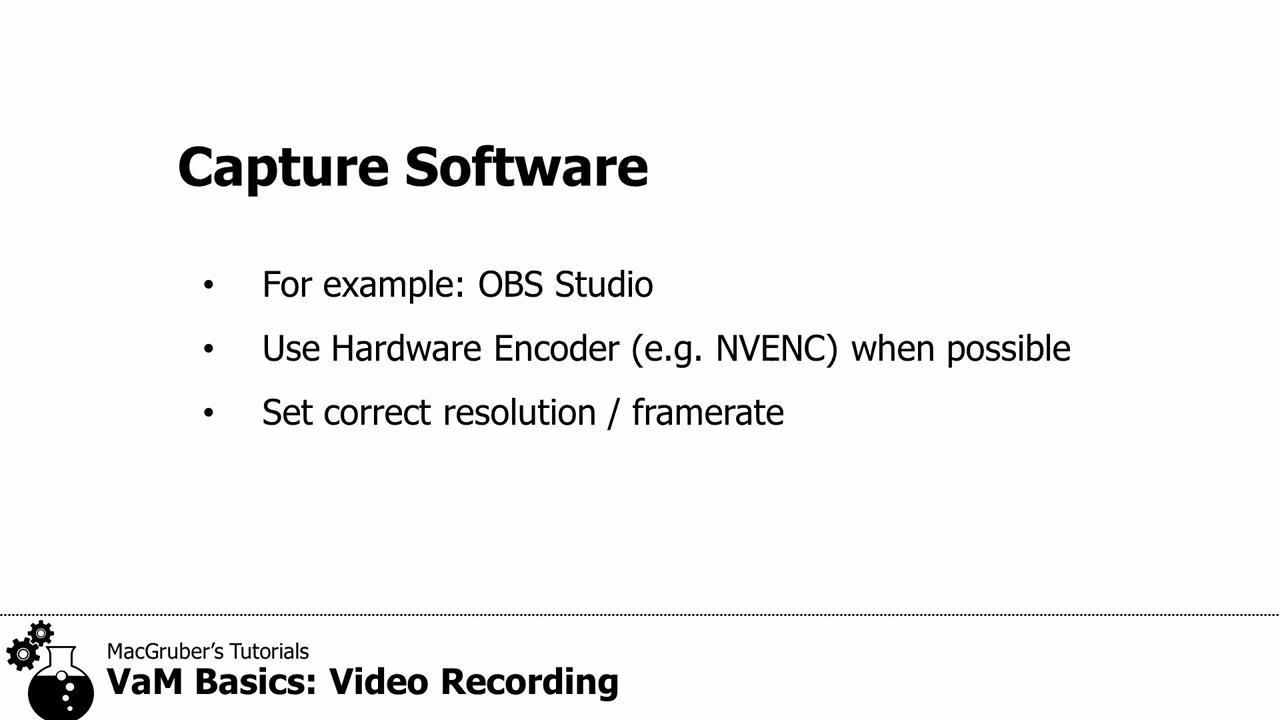 Capture Software
• For example: OBS Studio
• Use Hardware Encoder (e.g. NVENC) when possible
• Set correct resolution / framerate
MacGruber’s Tutorials
VaM Basics: Video Recording